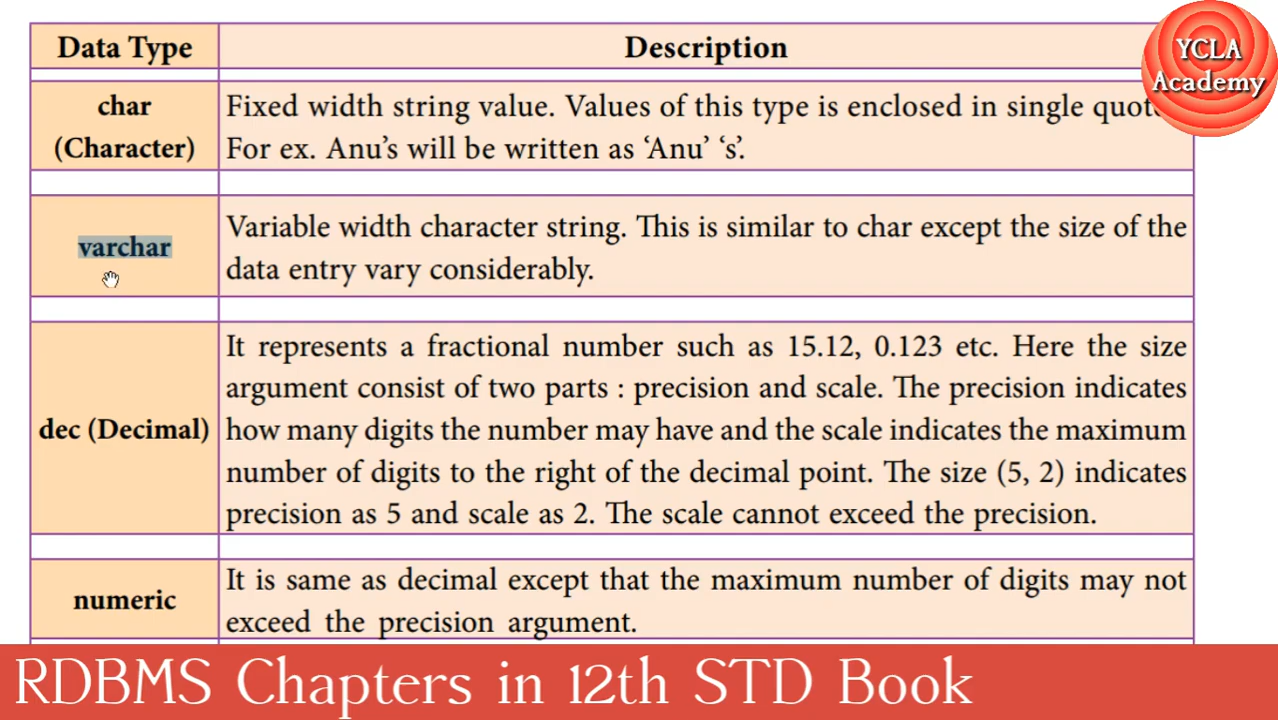 Data Type Description
YCLA
Academy
char
(Character)
Fixed width string value. Values of this type is enclosed in single
For ex. Anu’s will be written as ‘Anu’ ‘s’.
varchar
Variable width character string. This is similar to char except the size of the
data entry vary considerably.
dec (Decimal)
It represents a fractional number such as 15.12, 0.123 etc. Here the size
argument consist of two parts : precision and scale. The precision indicates
how many digits the number may have and the scale indicates the maximum
number of digits to the right of the decimal point. The size (5, 2) indicates
precision as 5 and scale as 2. The scale cannot exceed the precision.
numeric
It is same as decimal except that the maximum number of digits may not
exceed the precision argument.
RDBMS Chapters in 12th STD Book